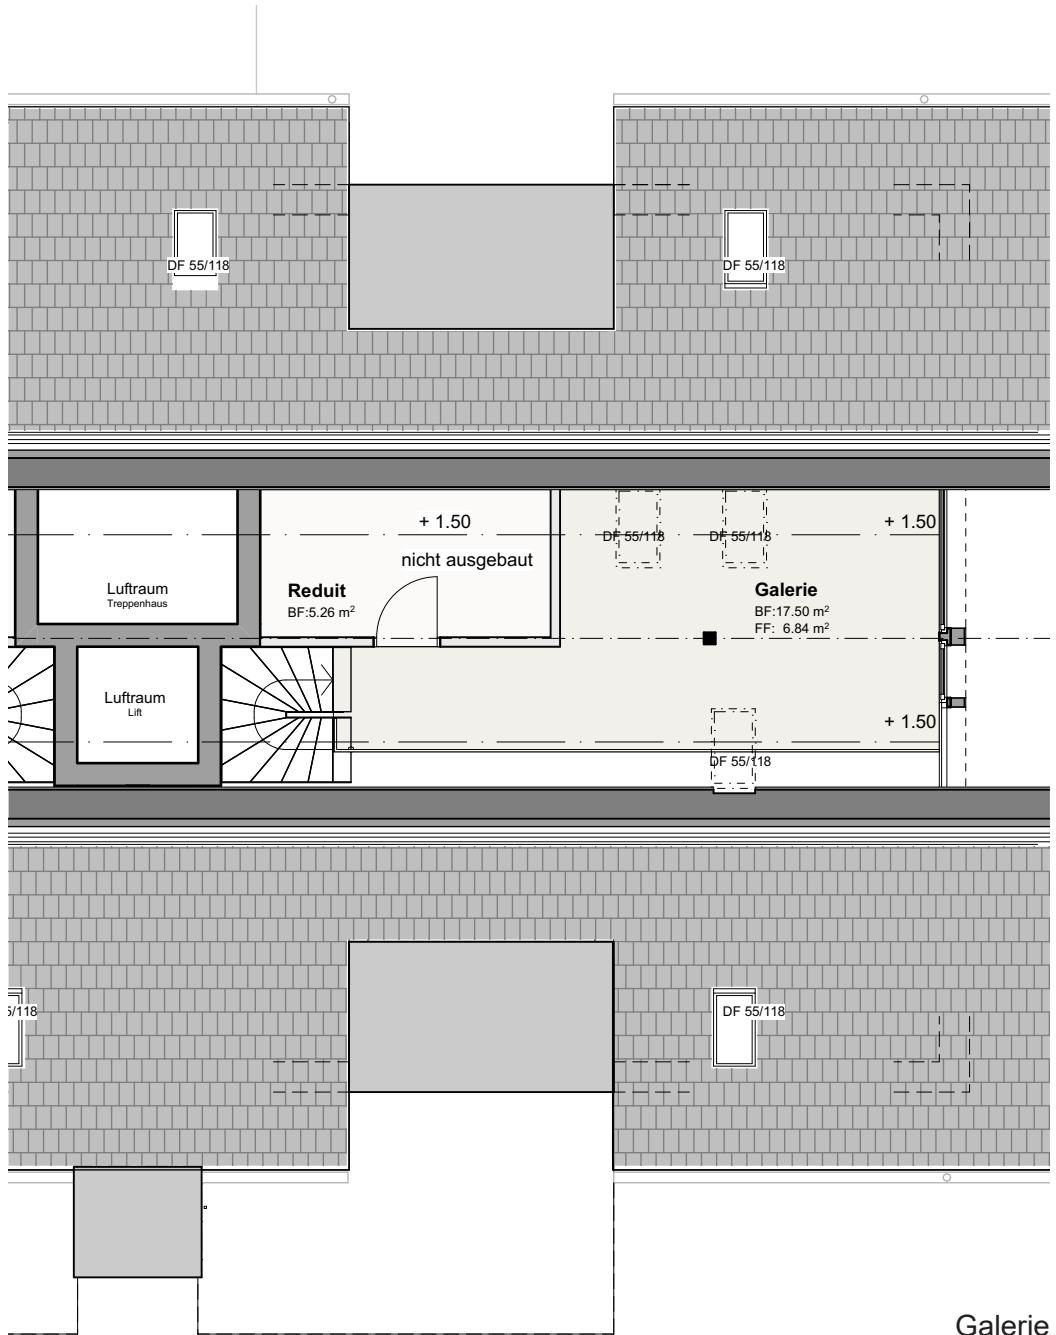 DF 55/118
DF 55/118
+ 1.50
+ 1.50
DF 55/118
DF 55/118
nicht ausgebaut
Luftraum
Treppenhaus
Reduit
BF:5.26 m²
Galerie
BF:17.50 m²
FF: 6.84 m²
Luftraum
Lift
+ 1.50
DF 55/118
5/118
DF 55/118
Galerie